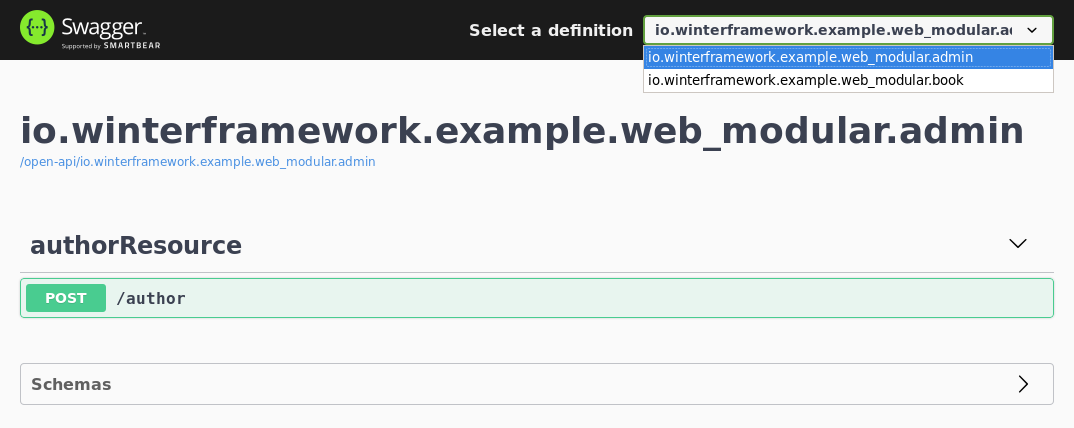 Swagger
Supported by SMARTBEAR
Select a definition
io.winterframework.example.web_modular.ad
io.winterframework.example.web_modular.admin
io.winterframework.example.web_modular.book
io.winterframework.example.web_modular.admin
/open-api/io.winterframework.example.web_modular.admin
authorResource
POST /author
Schemas